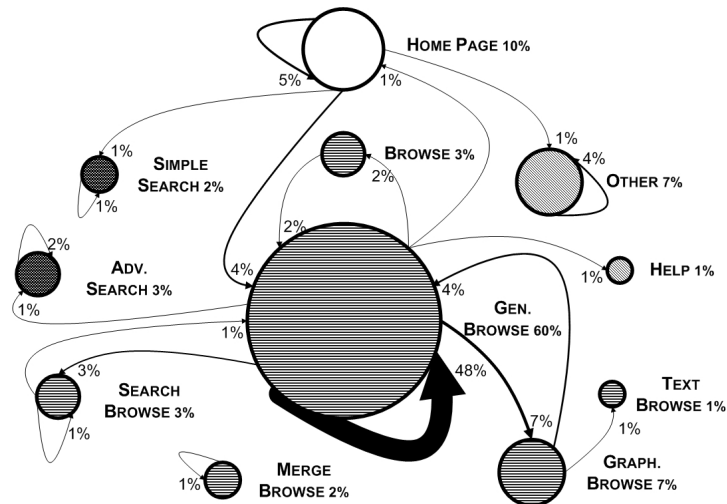 HOME PAGE 10%
5%
1%
1%
SIMPLE
SEARCH 2%
1%
BROWSE 3%
2%
2%
1%
4%
OTHER 7%
2%
ADV.
SEARCH 3%
1%
4%
4%
1%
HELP 1%
GEN.
BROWSE 60%
1%
3%
SEARCH
BROWSE 3%
1%
48%
7%
TEXT
BROWSE 1%
1%
1%
MERGE
BROWSE 2%
GRAPH.
BROWSE 7%